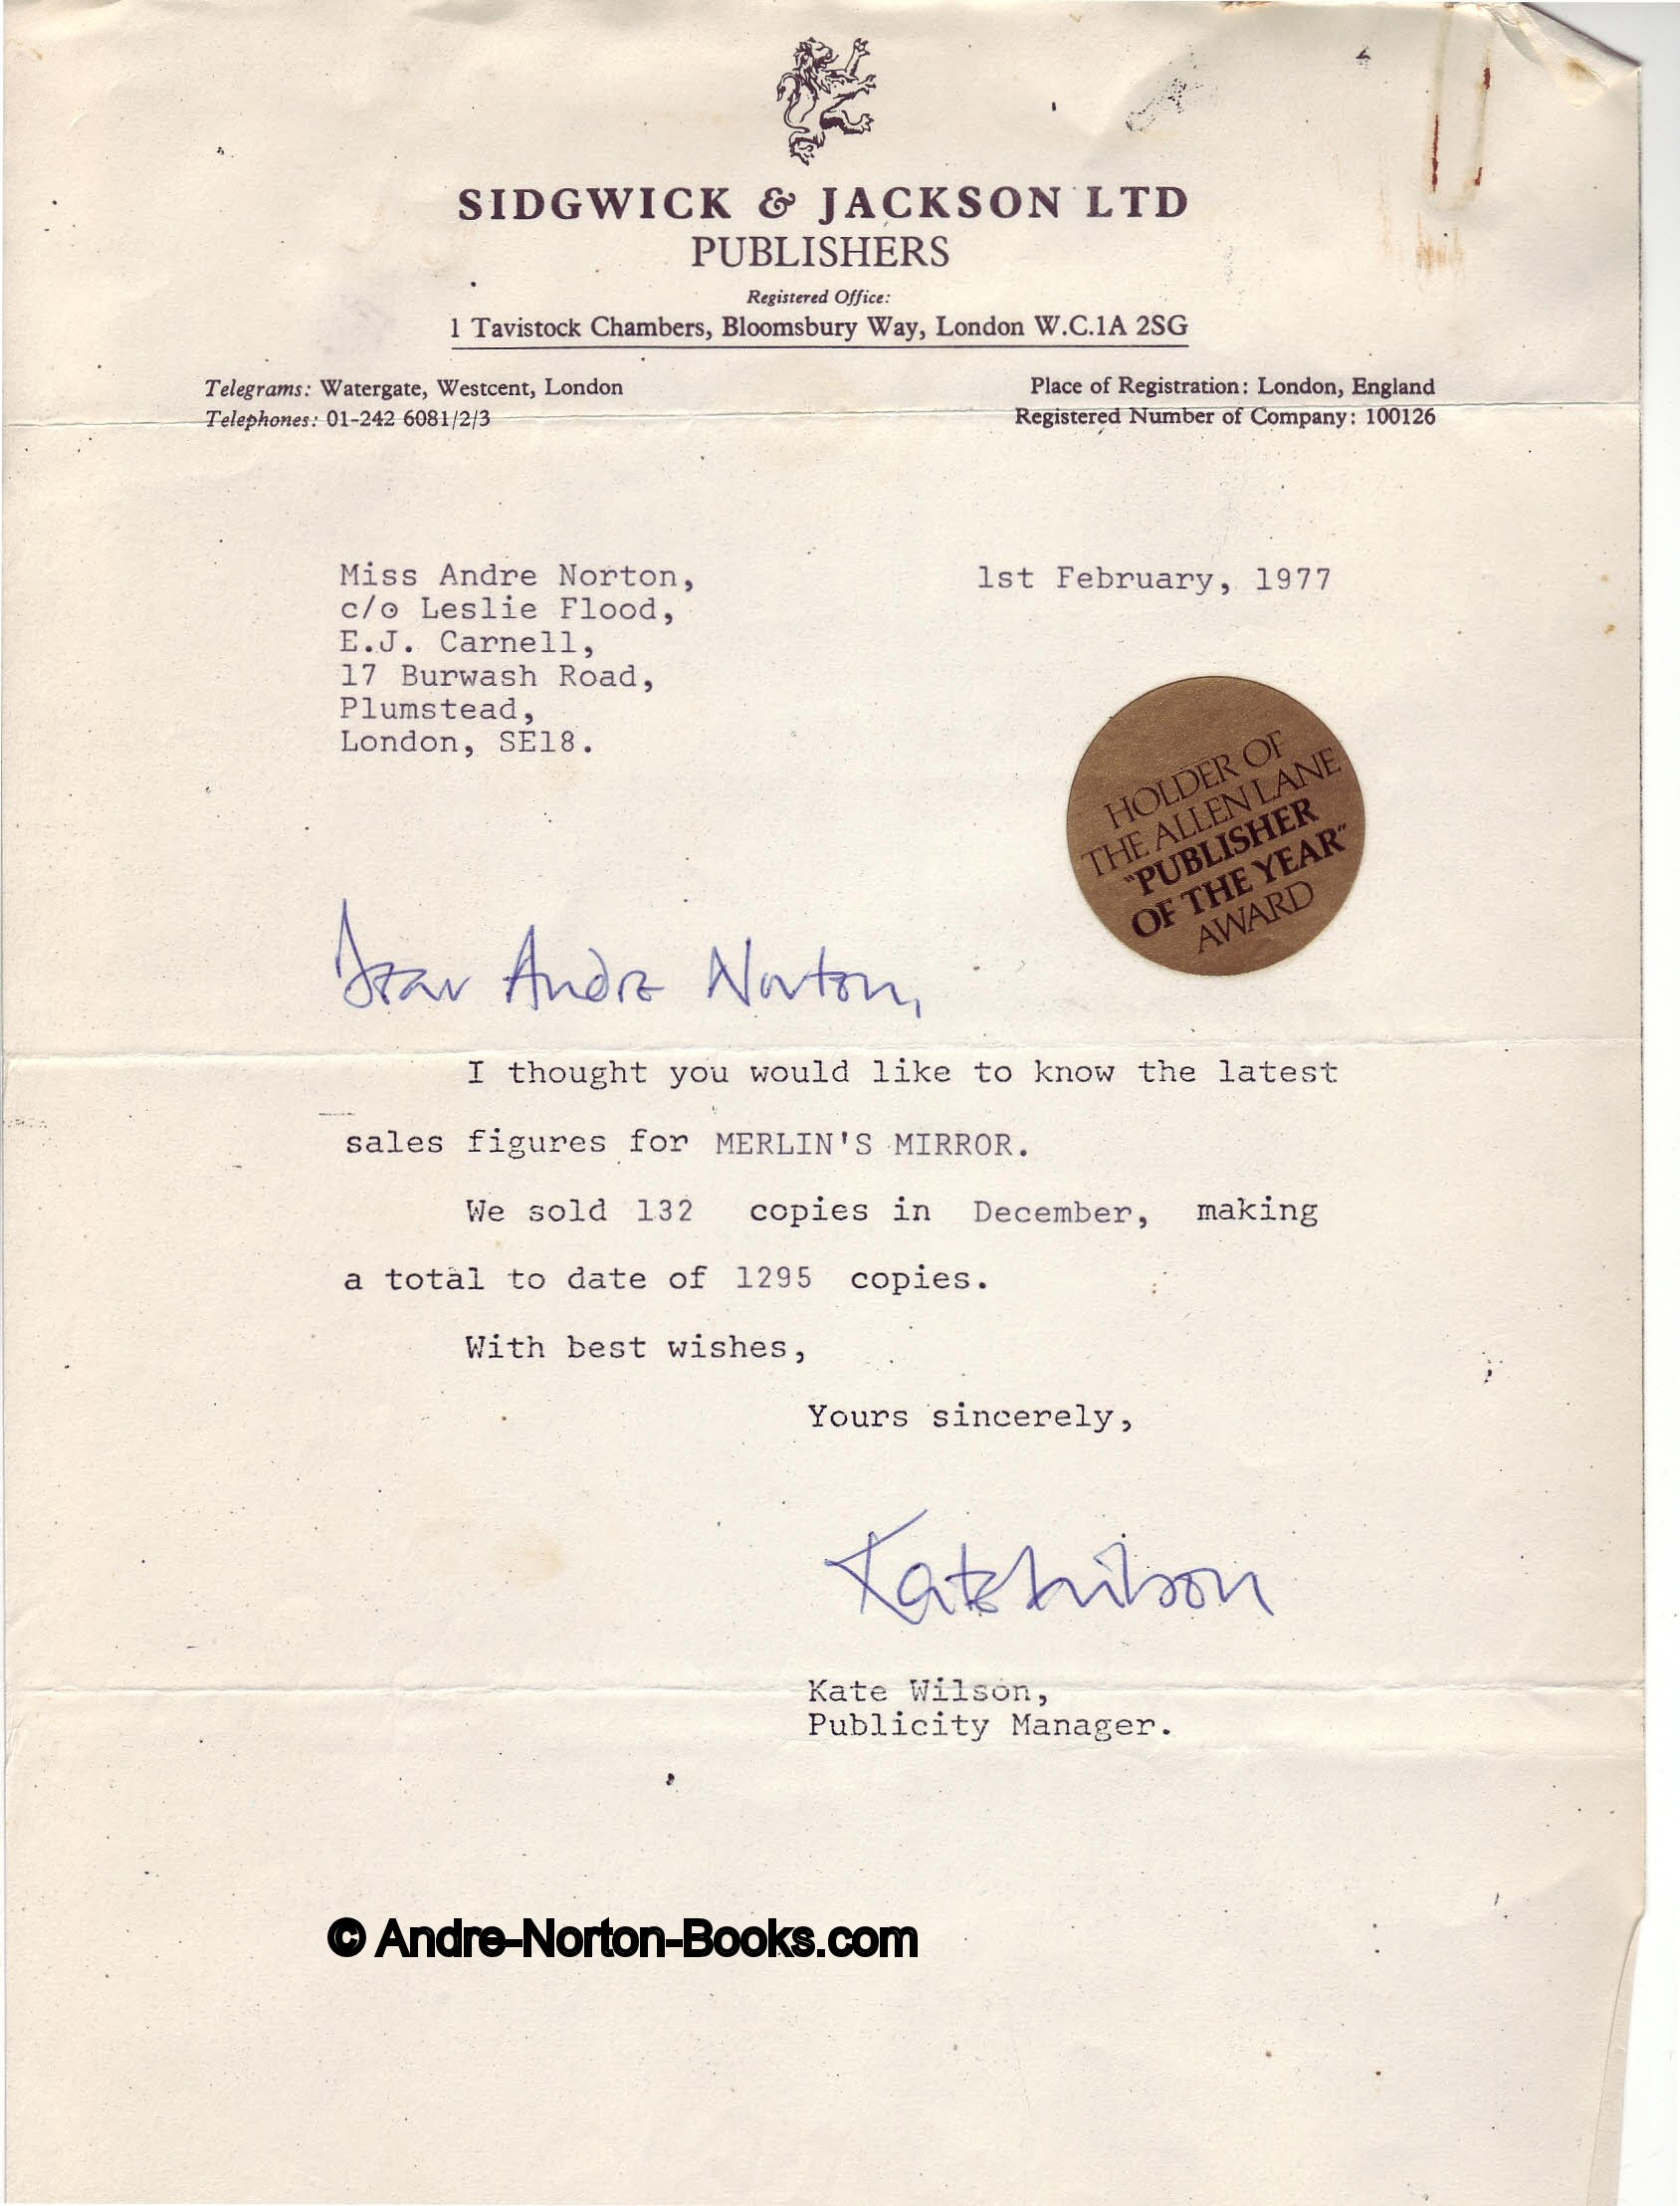 SIDGWICK & JACKSON LTD
PUBLISHERS
Registered Office:
1 Tavistock Chambers, Bloomsbury Way, London W.C.1A 2SG
Telegrams: Watergate, Westcent, London
Telephones: 01-242 6081/2/3
Place of Registration: London, England
Registered Number of Company: 100126
Miss Andre Norton,
c/o Leslie Flood,
E.J. Carnell,
17 Burwash Road,
Plumstead,
London, SE18.
1st February, 1977
HOLDER OF
THE ALLEN LANE
"PUBLISHER
OF THE YEAR"
AWARD
Dear Andre Norton,
I thought you would like to know the latest
sales figures for MERLIN'S MIRROR.
We sold 132 copies in December, making
a total to date of 1295 copies.
With best wishes,
Yours sincerely,
Kate Wilson
Kate Wilson,
Publicity Manager.
© Andre-Norton-Books.com